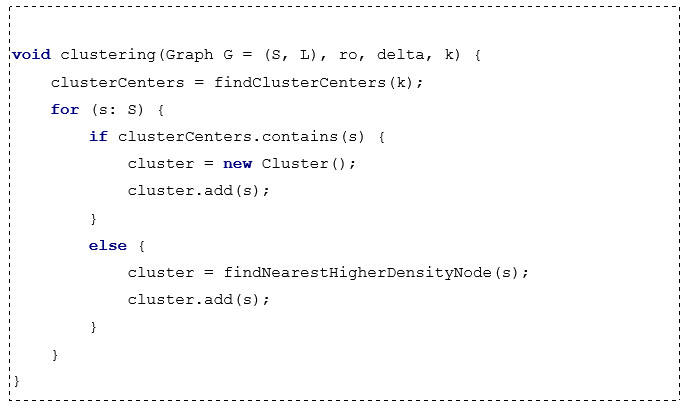 void clustering(Graph G = (S, L), ro, delta, k) {
    clusterCenters = findClusterCenters(k);
    for (s: S) {
        if clusterCenters.contains(s) {
            cluster = new Cluster();
            cluster.add(s);
        }
        else {
            cluster = findNearestHigherDensityNode(s);
            cluster.add(s);
        }
    }
}